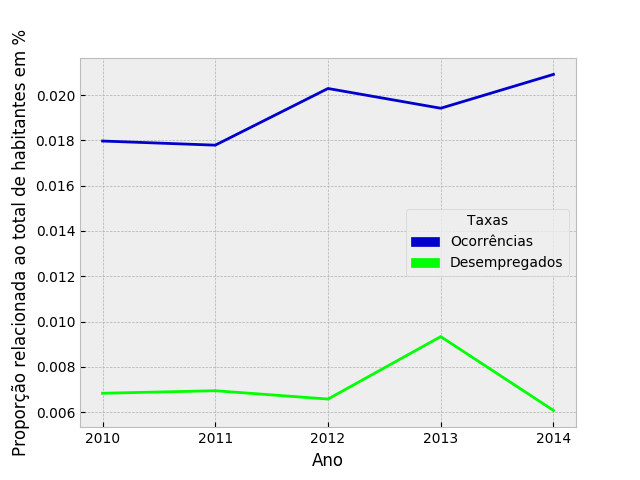 Proporção relacionada ao total de habitantes em %
0.020
0.018
0.016
0.014
0.012
0.010
0.008
0.006
Taxas
Ocorrências
Desempregados
2010 2011 2012 2013 2014
Ano